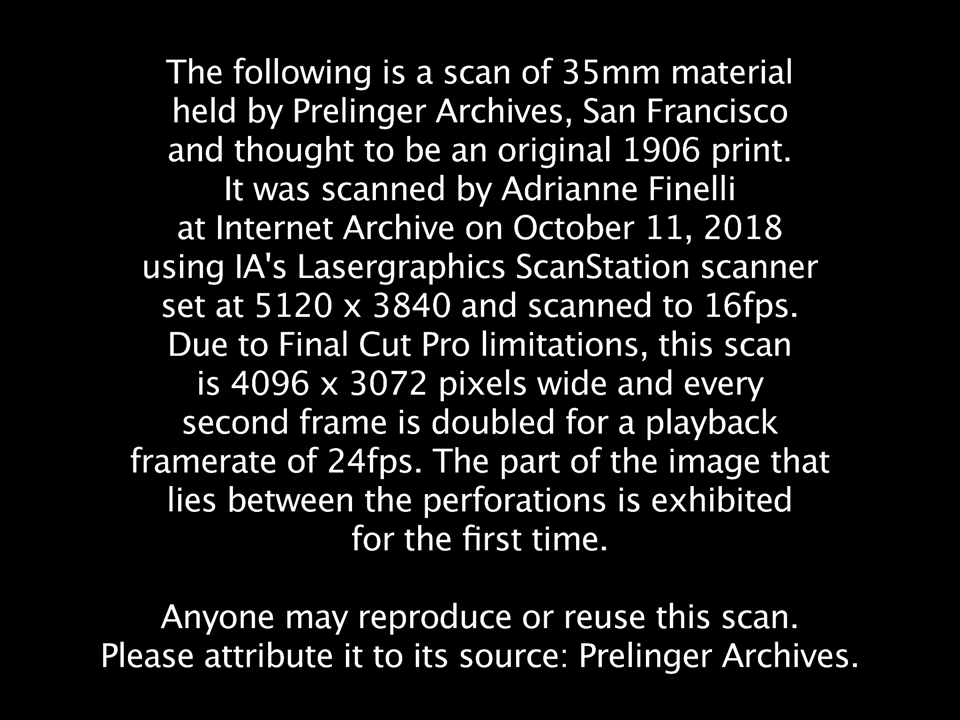 The following is a scan of 35mm material
held by Prelinger Archives, San Francisco
and thought to be an original 1906 print.
It was scanned by Adrianne Finelli
at Internet Archive on October 11, 2018
using IA's Lasergraphics ScanStation scanner
set at 5120 x 3840 and scanned to 16fps.
Due to Final Cut Pro limitations, this scan
is 4096 x 3072 pixels wide and every
second frame is doubled for a playback
framerate of 24fps. The part of the image that
lies between the perforations is exhibited
for the first time.
Anyone may reproduce or reuse this scan.
Please attribute it to its source: Prelinger Archives.